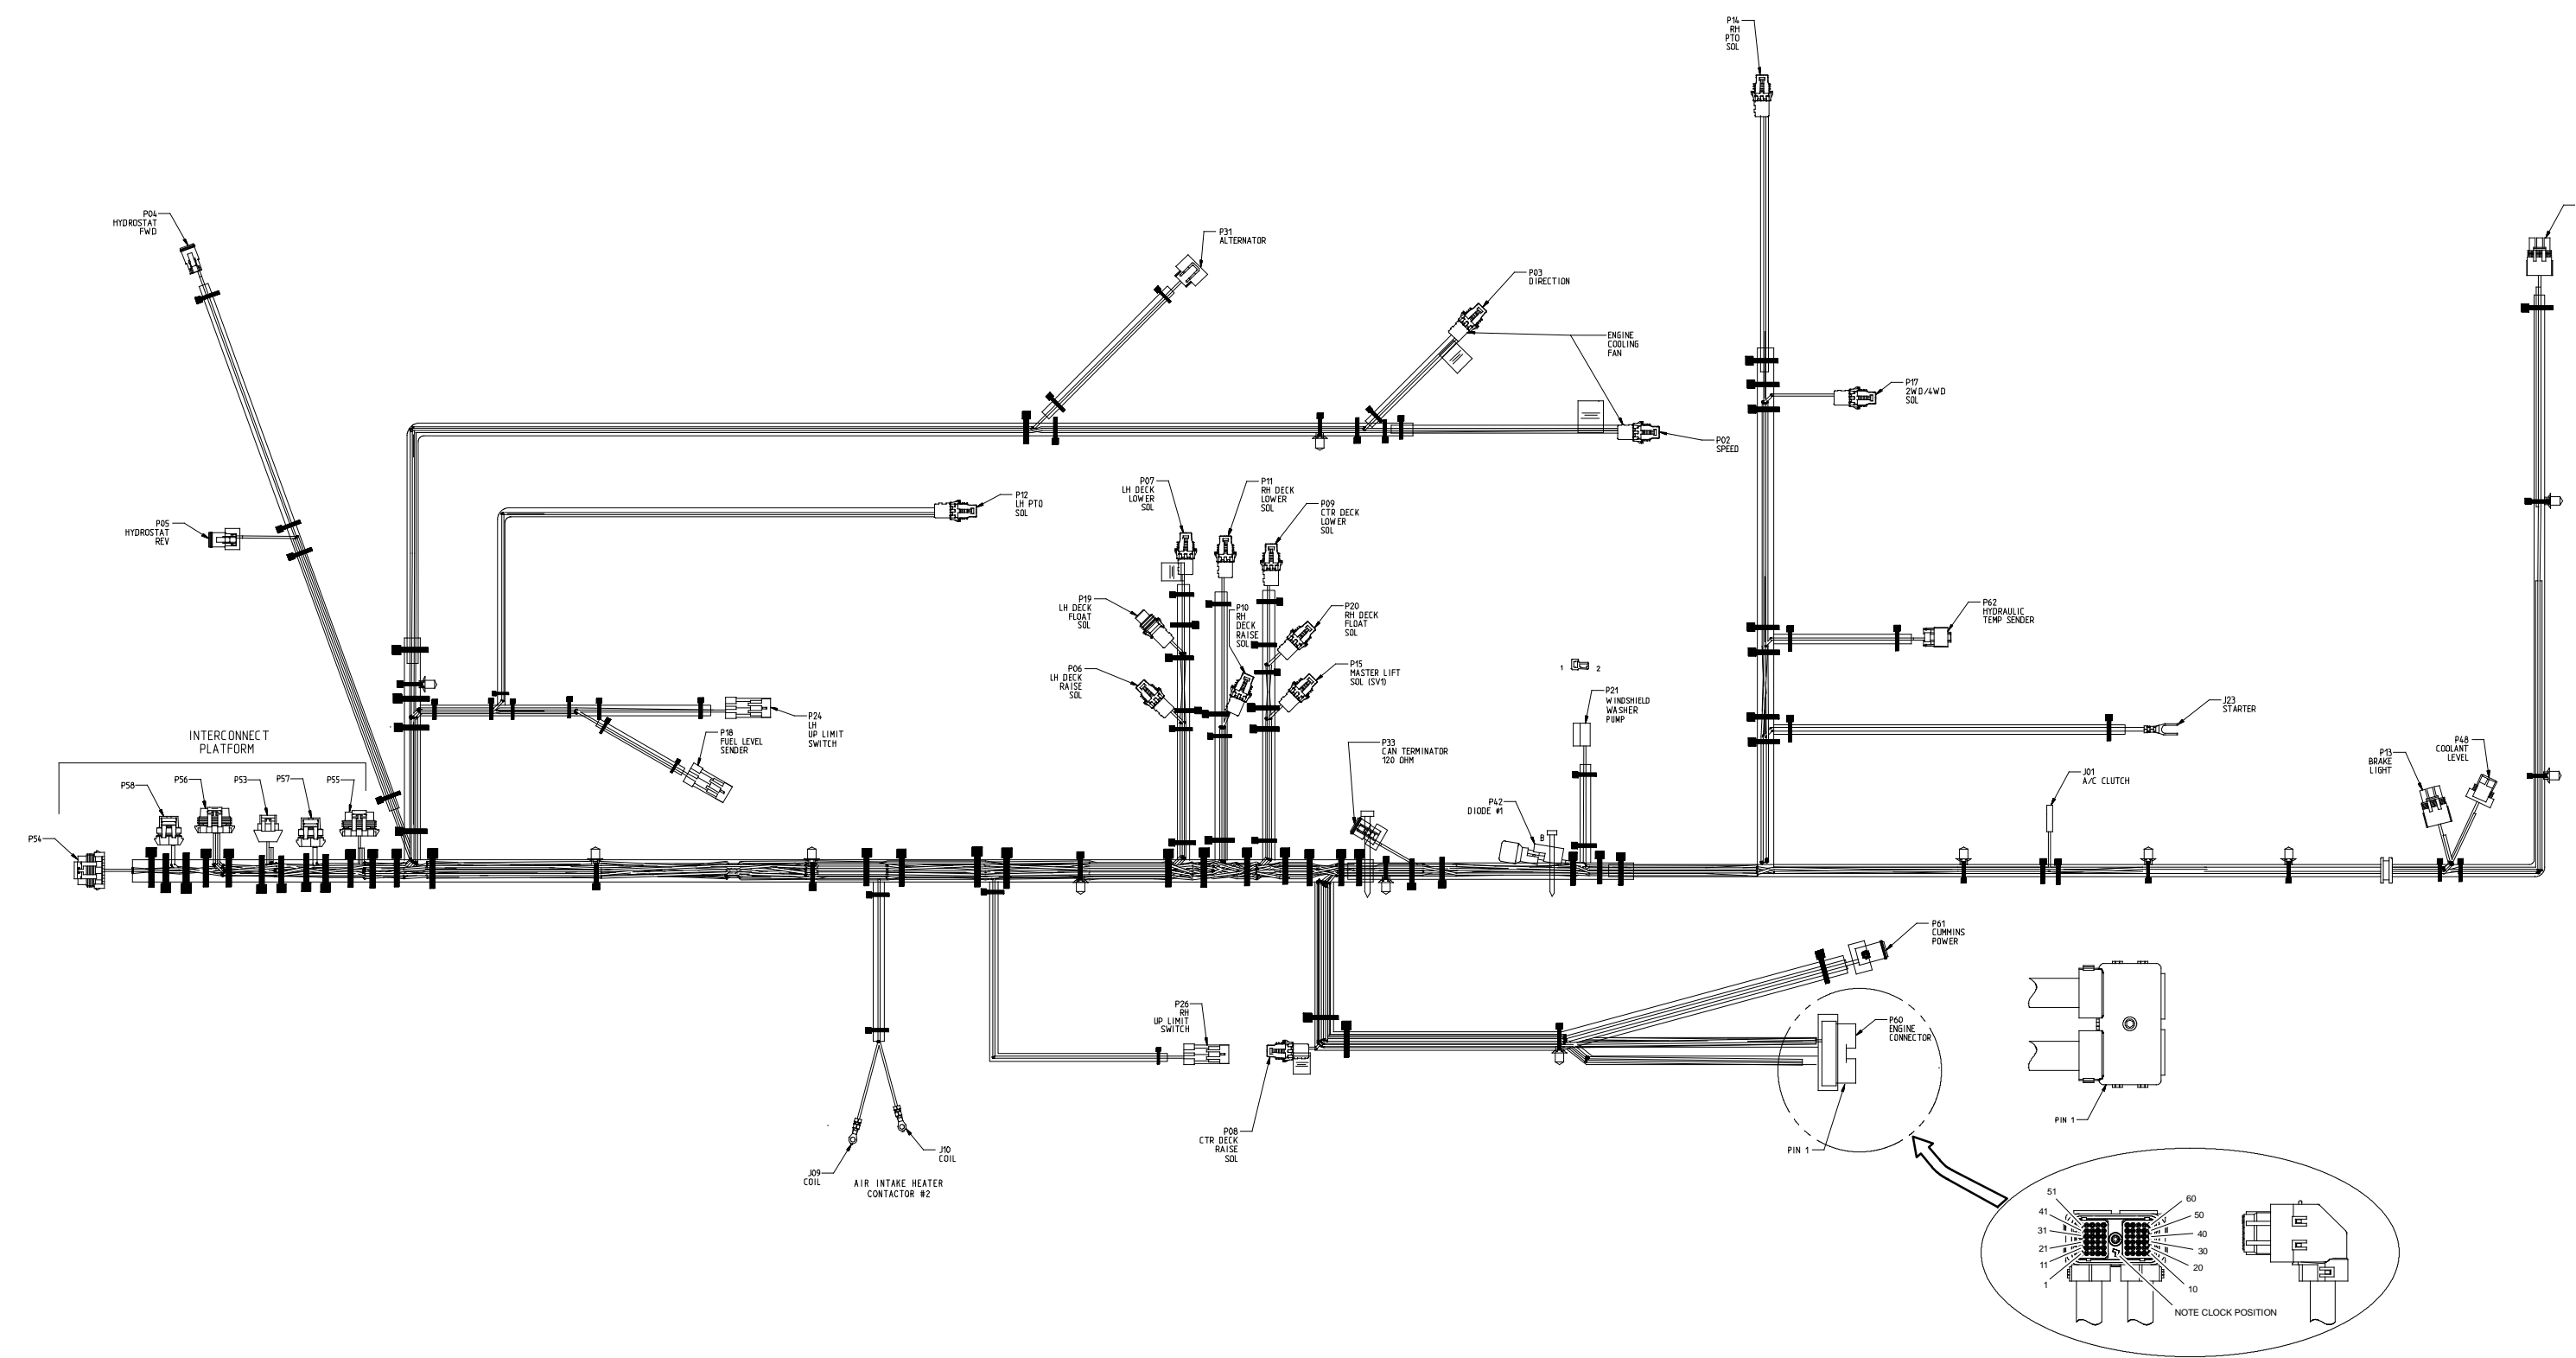 P14
RH
PTO
SOL
P04
HYDROSTAT
FWD
P31
ALTERNATOR
P03
DIRECTION
ENGINE
COOLING
FAN
P17
2WD/4WD
SOL
P02
SPEED
P12
LH PTO
SOL
P07
LH DECK
LOWER
SOL
P11
RH DECK
LOWER
SOL
P09
CTR DECK
LOWER
SOL
P05
HYDROSTAT
REV
P19
LH DECK
FLOAT
SOL
P10
RH
DECK
RAISE
SOL
P20
RH DECK
FLOAT
SOL
P62
HYDRAULIC
TEMP SENDER
P06
LH DECK
RAISE
SOL
P15
MASTER LIFT
SOL (SV1)
1 2
P21
WINDSHIELD
WASHER
PUMP
J23
STARTER
P24
LH
UP LIMIT
SWITCH
P18
FUEL LEVEL
SENDER
INTERCONNECT
PLATFORM
P33
CAN TERMINATOR
120 OHM
P13
BRAKE
LIGHT
P48
COOLANT
LEVEL
J01
A/C CLUTCH
P58
P56
P53
P57
P55
P42
DIODE #1
B
P54
P61
CUMMINS
POWER
P26
RH
UP LIMIT
SWITCH
P60
ENGINE
CONNECTOR
PIN 1
P08
CTR DECK
RAISE
SOL
PIN 1
J09
COIL
J10
COIL
AIR INTAKE HEATER
CONTACTOR #2
51
41
31
21
11
1
60
50
40
30
20
10
NOTE CLOCK POSITION